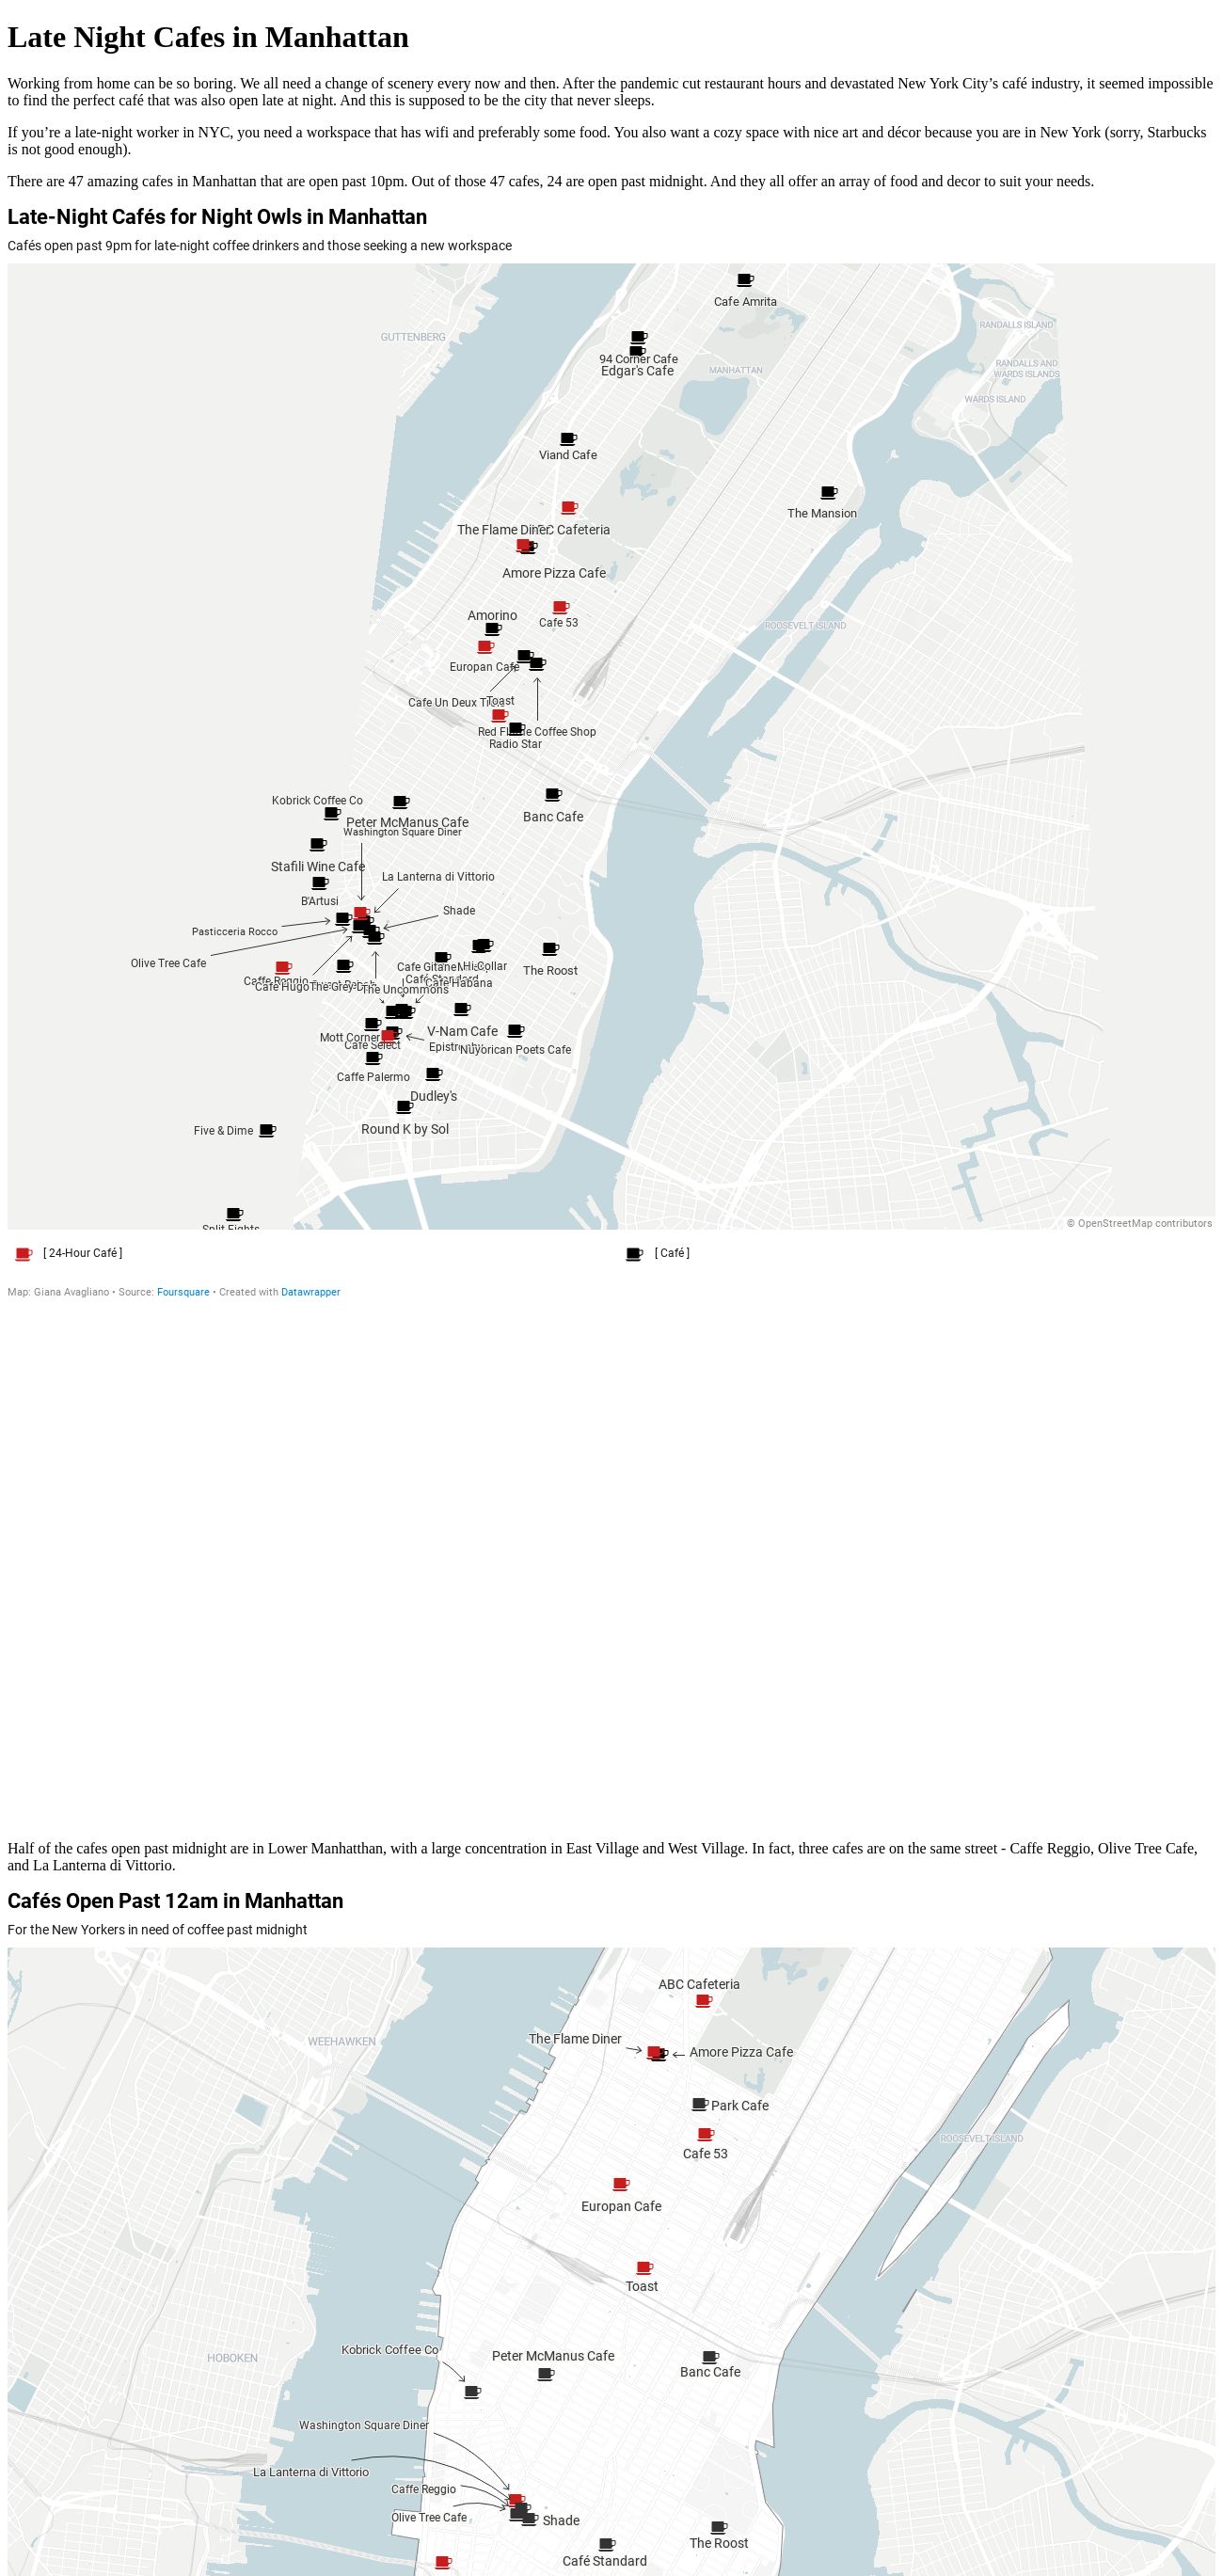 Late Night Cafes in Manhattan
Working from home can be so boring. We all need a change of scenery every now and then. After the pandemic cut restaurant hours and devastated New York City’s café industry, it seemed impossible
to find the perfect café that was also open late at night. And this is supposed to be the city that never sleeps.
If you’re a late-night worker in NYC, you need a workspace that has wifi and preferably some food. You also want a cozy space with nice art and décor because you are in New York (sorry, Starbucks
is not good enough).
There are 47 amazing cafes in Manhattan that are open past 10pm. Out of those 47 cafes, 24 are open past midnight. And they all offer an array of food and decor to suit your needs.
Late-Night Cafés for Night Owls in Manhattan
Cafés open past 9pm for late-night coffee drinkers and those seeking a new workspace
Cafe Amrita
RANDALLS ISLAND
GUTTENBERG
94 Corner Cafe
RANDALLS AND
WARDS ISLANDS
Edgar's Cafe
MANHATTAN
WARDS ISLAND
Viand Cafe
The Mansion
The Flame Diner
Cafeteria
Amore Pizza Cafe
Amorino
Cafe 53
ROOSEVELT ISLAND
Europan Cafe
Cafe Un Deux
Toast
Red
Coffee Shop
Radio Star
Kobrick Coffee Co
Banc Cafe
Peter McManus Cafe
Washington Square Diner
Stafili Wine Cafe
La Lanterna di Vittorio
B'Artusi
Shade
Pasticceria Rocco
Olive Tree Cafe
Cafe Gitane
Hi-Collar
The Roost
Caffe Reggio
Café
Cafe Habana
Cafe Hugo
The Grey
The Uncommons
V-Nam Cafe
Mott Corner
Cafe Select
Nuyorican Poets Cafe
Caffe Palermo
Dudley's
Round K by Sol
Five & Dime
Split Eights
© OpenStreetMap contributors
[ 24-Hour Café ]
[ Café ]
Map: Giana Avagliano • Source: Foursquare • Created with Datawrapper
Half of the cafes open past midnight are in Lower Manhatthan, with a large concentration in East Village and West Village. In fact, three cafes are on the same street - Caffe Reggio, Olive Tree Cafe,
and La Lanterna di Vittorio.
Cafés Open Past 12am in Manhattan
For the New Yorkers in need of coffee past midnight
ABC Cafeteria
WEEHAWKEN
The Flame Diner
Amore Pizza Cafe
Park Cafe
ROOSEVELT ISLAND
Cafe 53
Europan Cafe
Toast
Kobrick Coffee Co
Peter McManus Cafe
HOBOKEN
Banc Cafe
Washington Square Diner
La Lanterna di Vittorio
Caffe Reggio
Olive Tree Cafe
Shade
The Roost
Café Standard